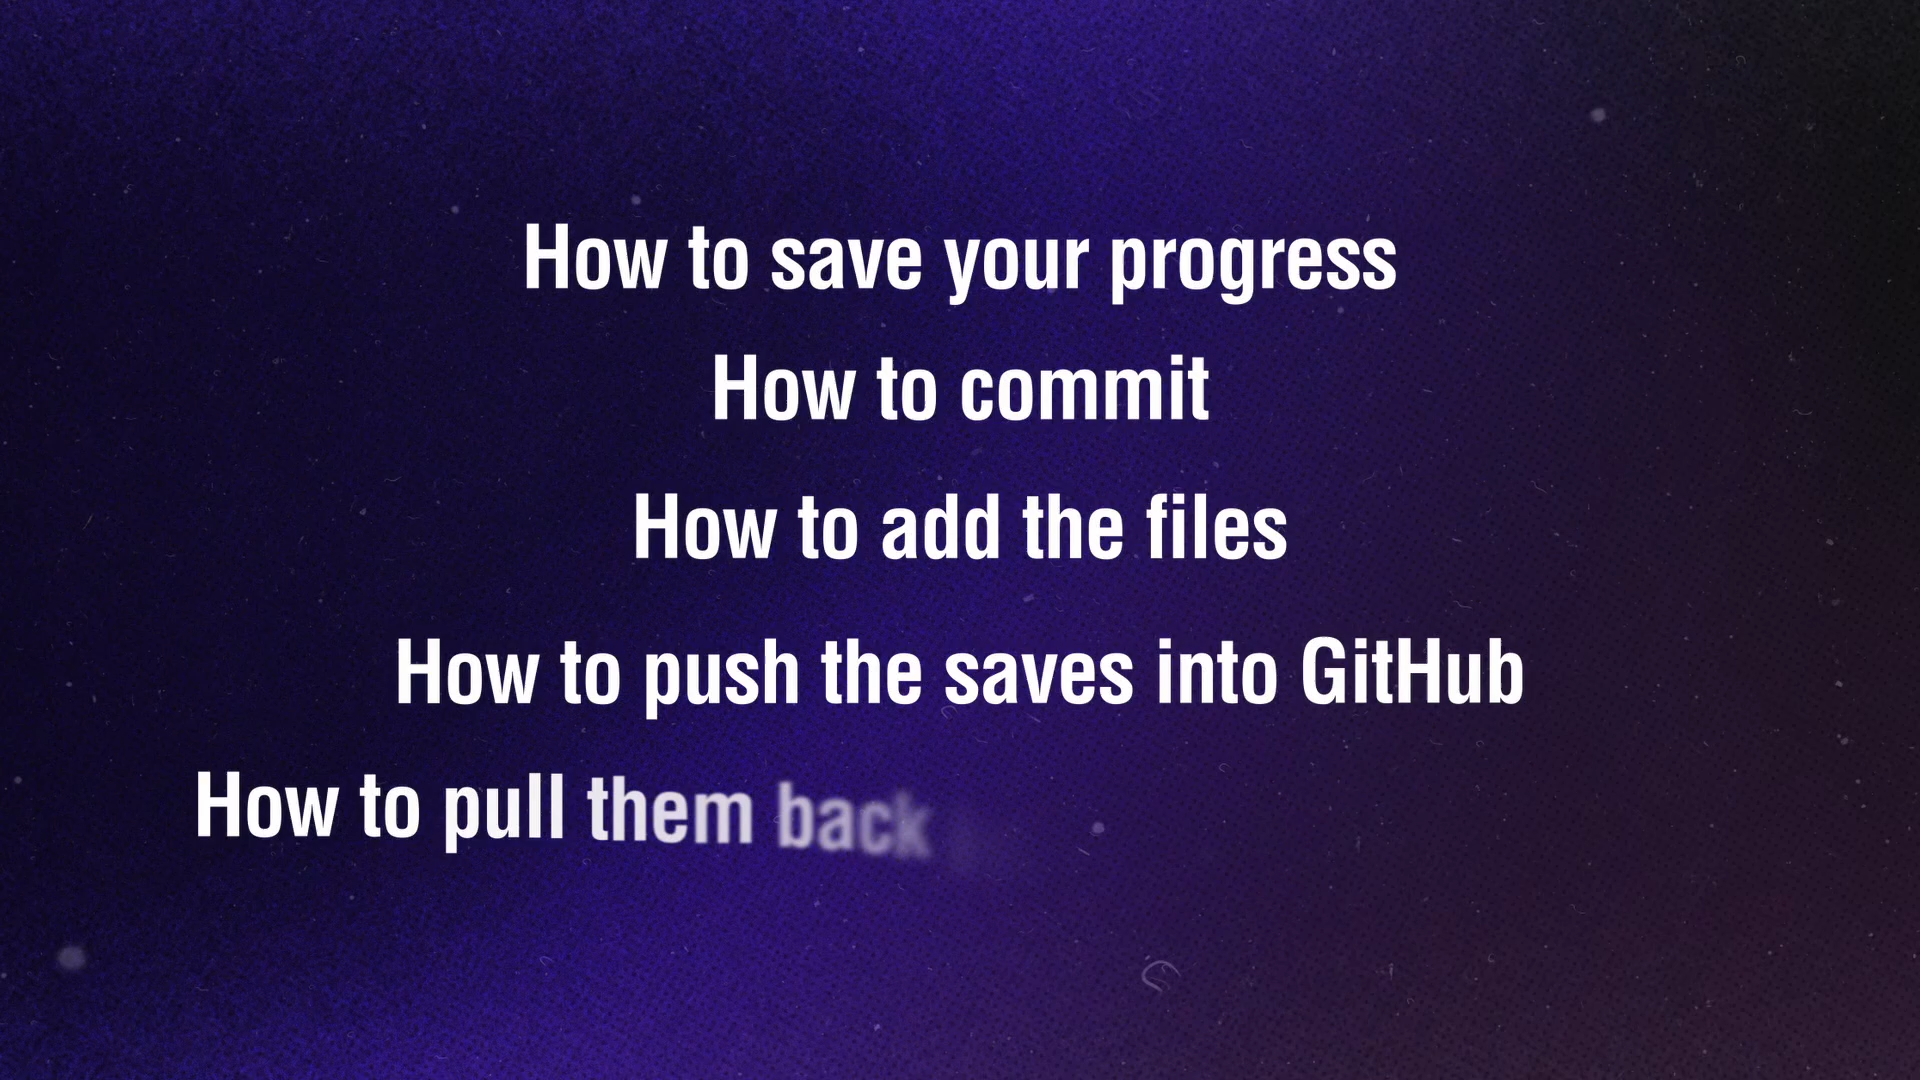 How to save your progress
How to commit
How to add the files
How to push the saves into GitHub
How to pull them back